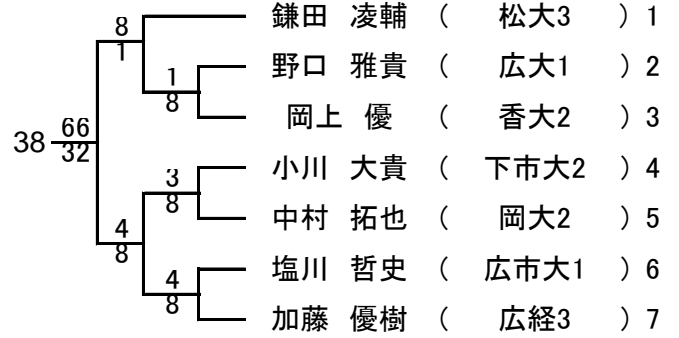 8
1
鎌田 凌輔 ( 松大3 ) 1
1
8
野口 雅貴 ( 広大1 ) 2
岡上 優 ( 香大2 ) 3
38
66
32
3
8
小川 大貴 ( 下市大2 ) 4
中村 拓也 ( 岡大2 ) 5
4
8
4
8
塩川 哲史 ( 広市大1 ) 6
加藤 優樹 ( 広経3 ) 7